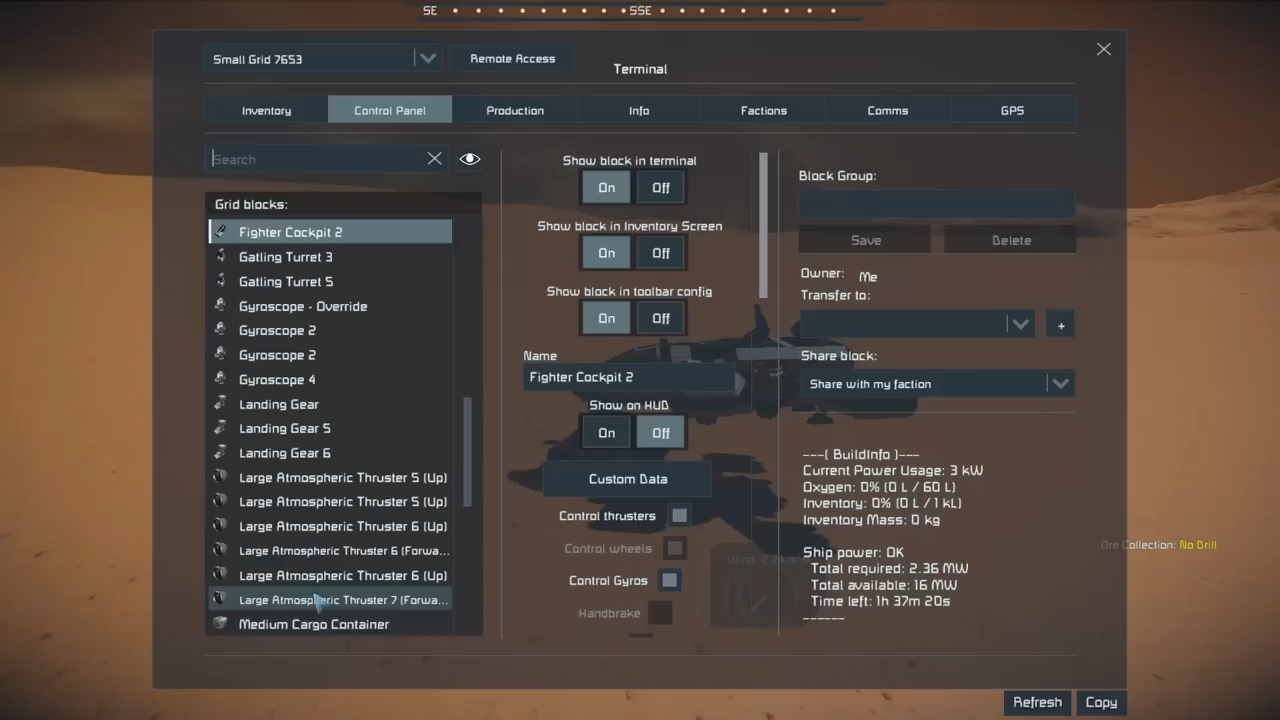 SE SSE
Small Grid 7653
Remote Access
Terminal
Inventory
Control Panel
Production
Info
Factions
Comms
GPS
Search
Grid blocks:
Fighter Cockpit 2
Gatling Turret 3
Gatling Turret 5
Gyroscope - Override
Gyroscope 2
Gyroscope 2
Gyroscope 4
Landing Gear
Landing Gear 5
Landing Gear 6
Large Atmospheric Thruster 5 (Up)
Large Atmospheric Thruster 5 (Up)
Large Atmospheric Thruster 6 (Up)
Large Atmospheric Thruster 6 (Forwa...
Large Atmospheric Thruster 6 (Up)
Large Atmospheric Thruster 7 (Forwa...
Medium Cargo Container
Show block in terminal
On Off
Show block in Inventory Screen
On Off
Show block in toolbar config
On Off
Name
Fighter Cockpit 2
Show on HUD
On Off
Custom Data
Control thrusters
Control wheels
Control Gyros
Handbrake
Block Group:
Save
Delete
Owner: Me
Transfer to:
+
Share block:
Share with my faction
---( BuildInfo )---
Current Power Usage: 3 kW
Oxygen: 0% (0 L / 60 L)
Inventory: 0% (0 L / 1 kL)
Inventory Mass: 0 kg
Ship power: OK
Total required: 2.36 MW
Total available: 16 MW
Time left: 1h 37m 20s
------
Ore Collection: No Drill
Refresh
Copy